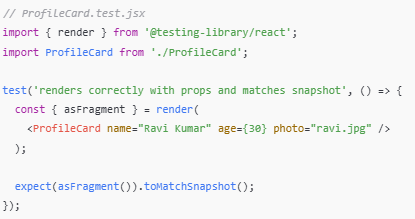 // ProfileCard.test.jsx
import { render } from '@testing-library/react';
import ProfileCard from './ProfileCard';

test('renders correctly with props and matches snapshot', () => {
  const { asFragment } = render(
    <ProfileCard name="Ravi Kumar" age={30} photo="ravi.jpg" />
  );

  expect(asFragment()).toMatchSnapshot();
});